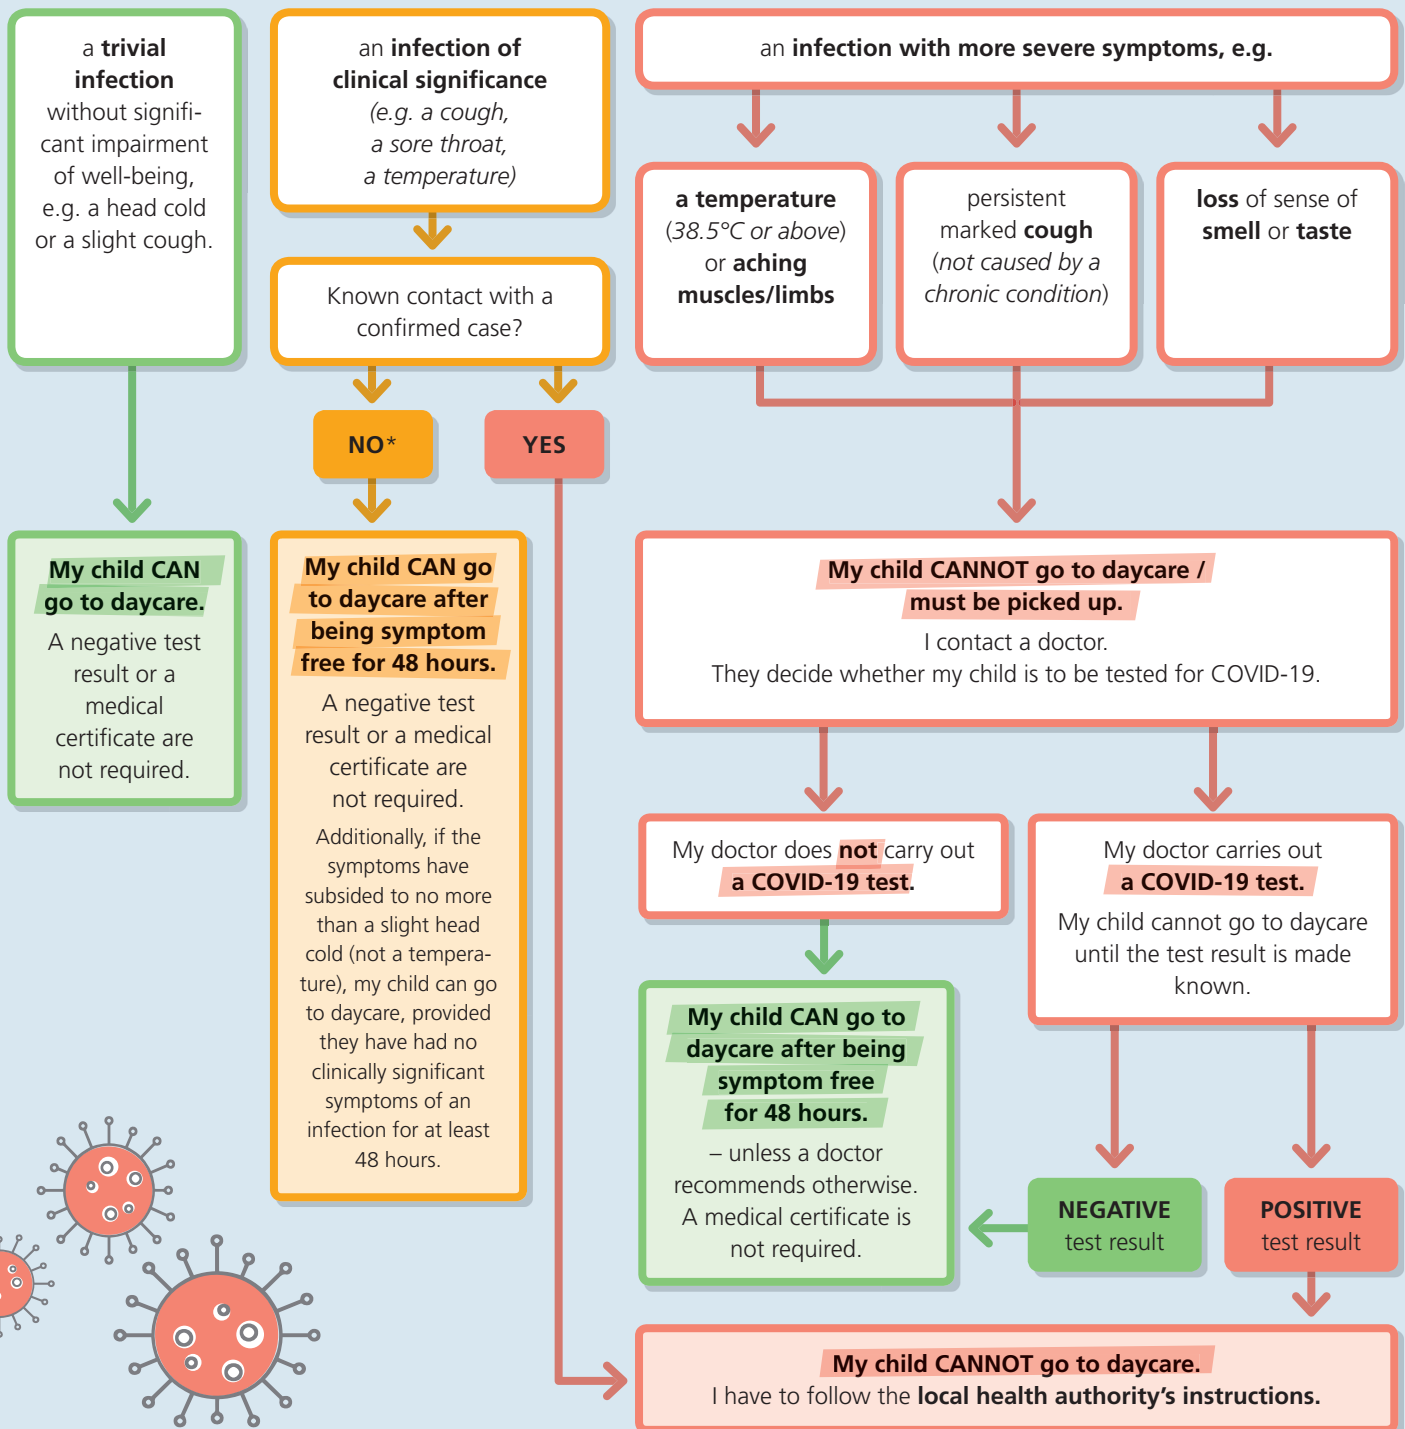 a trivial
infection
without signifi-
cant impairment
of well-being,
e.g. a head cold
or a slight cough.
an infection of
clinical significance
(e.g. a cough,
a sore throat,
a temperature)
Known contact with a
confirmed case?
NO*
YES
an infection with more severe symptoms, e.g.
a temperature
(38.5°C or above)
or aching
muscles/limbs
persistent
marked cough
(not caused by a
chronic condition)
loss of sense of
smell or taste
My child CAN
go to daycare.
A negative test
result or a
medical
certificate are
not required.
My child CAN go
to daycare after
being symptom
free for 48 hours.
A negative test
result or a medical
certificate are
not required.
Additionally, if the
symptoms have
subsided to no more
than a slight head
cold (not a tempera-
ture), my child can go
to daycare, provided
they have had no
clinically significant
symptoms of an
infection for at least
48 hours.
My child CANNOT go to daycare /
must be picked up.
I contact a doctor.
They decide whether my child is to be tested for COVID-19.
My doctor does not carry out
a COVID-19 test.
My doctor carries out
a COVID-19 test.
My child cannot go to daycare
until the test result is made
known.
My child CAN go to
daycare after being
symptom free
for 48 hours.
– unless a doctor
recommends otherwise.
A medical certificate is
not required.
NEGATIVE
test result
POSITIVE
test result
My child CANNOT go to daycare.
I have to follow the local health authority's instructions.